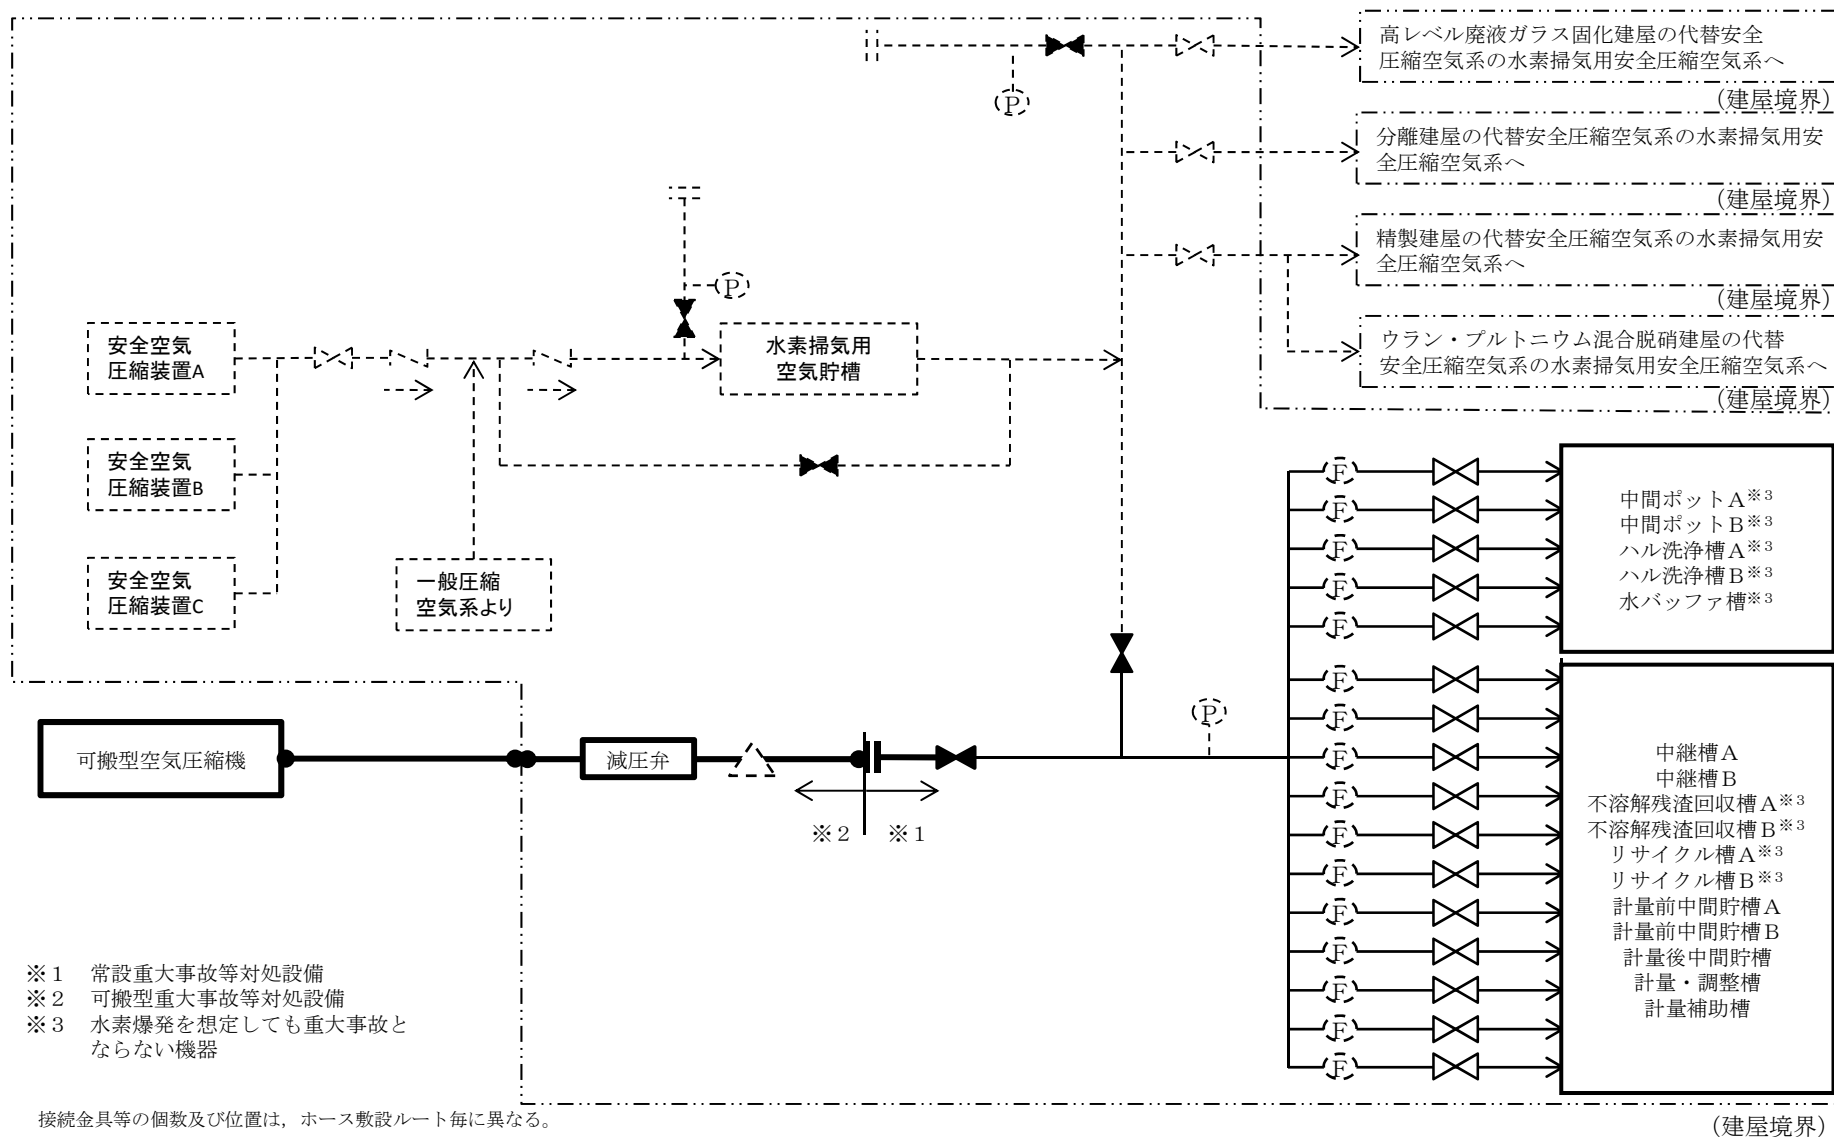 高レベル廃液ガラス固化建屋の代替安全
圧縮空気系の水素掃気用安全圧縮空気系へ
(建屋境界)
P
分離建屋の代替安全圧縮空気系の水素掃気用安
全圧縮空気系へ
(建屋境界)
精製建屋の代替安全圧縮空気系の水素掃気用安
全圧縮空気系へ
(建屋境界)
P
ウラン・プルトニウム混合脱硝建屋の代替
安全圧縮空気系の水素掃気用安全圧縮空気系へ
(建屋境界)
安全空気
圧縮装置A
水素掃気用
空気貯槽
安全空気
圧縮装置B
安全空気
圧縮装置C
一般圧縮
空気系より
F
F
F
F
F
中間ポットA※3
中間ポットB※3
ハル洗浄槽A※3
ハル洗浄槽B※3
水バッファ槽※3
可搬型空気圧縮機
減圧弁
P
※2
※1
F
F
F
F
F
F
F
F
F
F
F
中継槽A
中継槽B
不溶解残渣回収槽A※3
不溶解残渣回収槽B※3
リサイクル槽A※3
リサイクル槽B※3
計量前中間貯槽A
計量前中間貯槽B
計量後中間貯槽
計量・調整槽
計量補助槽
※1 常設重大事故等対処設備
※2 可搬型重大事故等対処設備
※3 水素爆発を想定しても重大事故と
ならない機器
接続金具等の個数及び位置は，ホース敷設ルート毎に異なる。
(建屋境界)